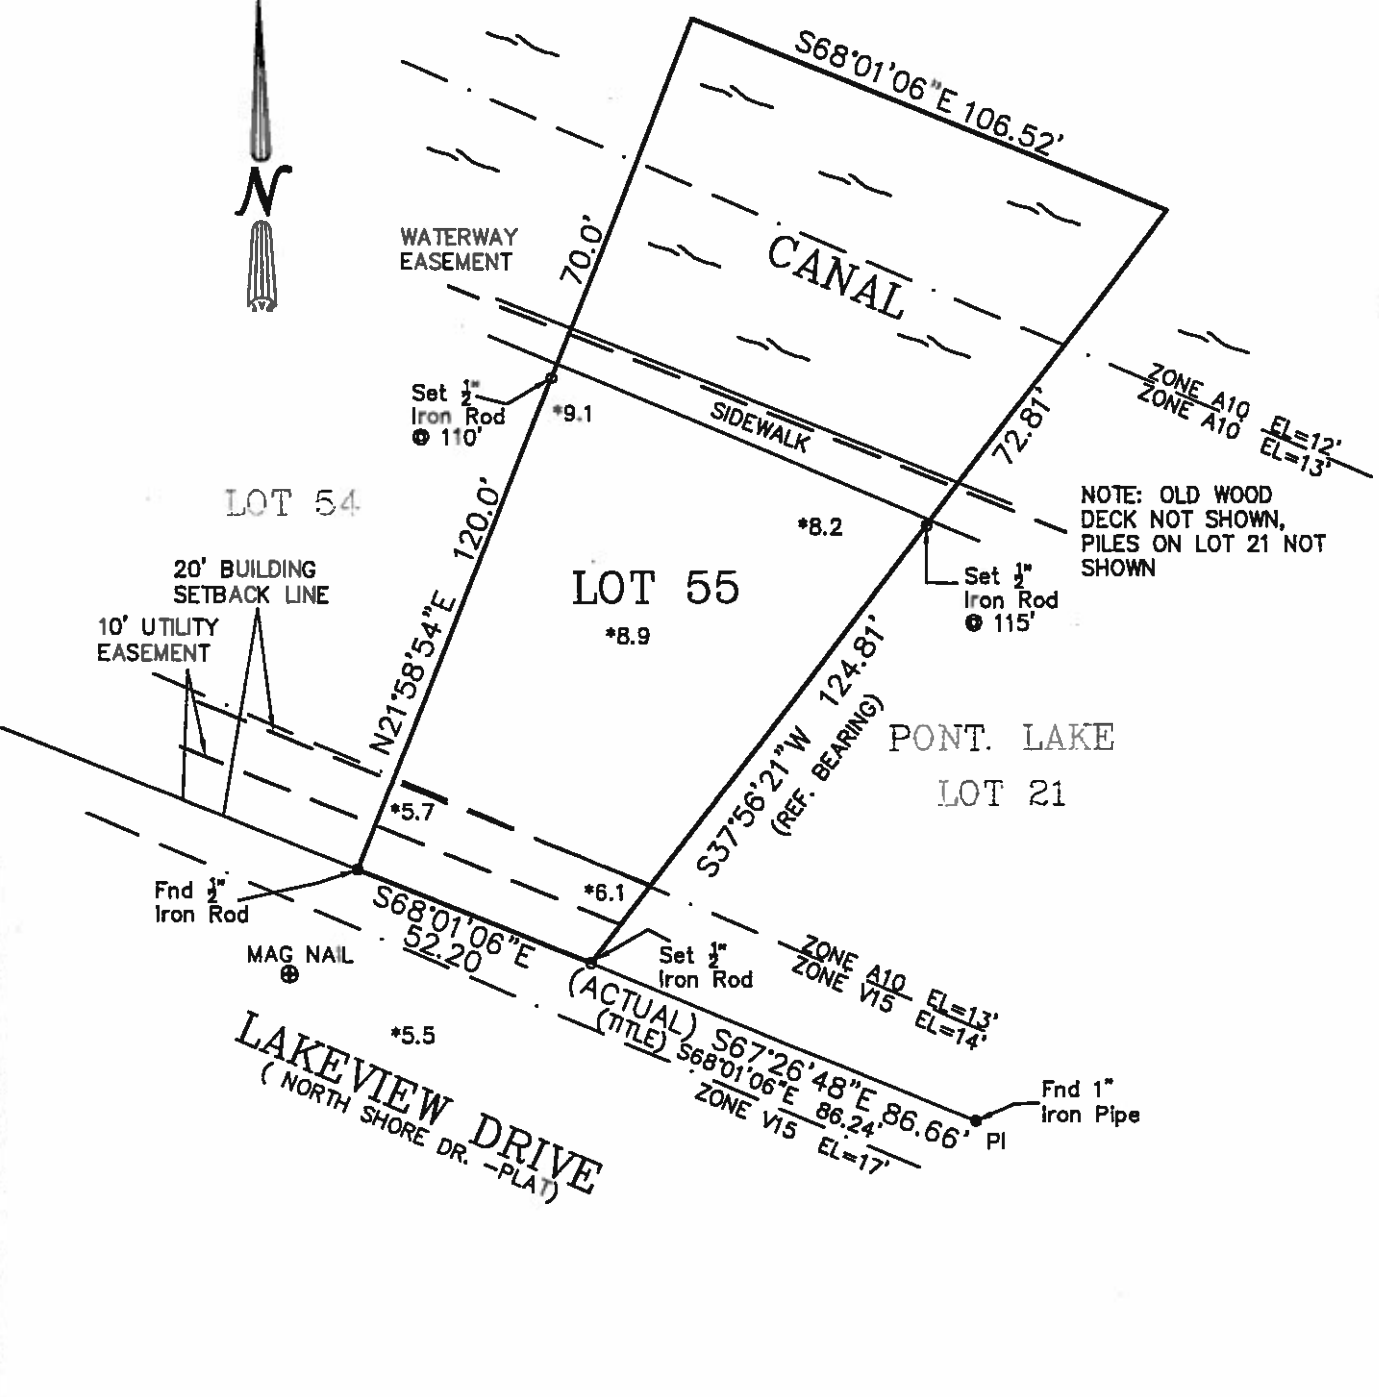 S68°01'06"E 106.52'
N
WATERWAY
EASEMENT
70.0'
CANAL
ZONE A10 EL=12'
ZONE A10 EL=13'
Set ½"
Iron Rod
@ 110'
*9.1
SIDEWALK
72.81'
NOTE: OLD WOOD
DECK NOT SHOWN,
PILES ON LOT 21 NOT
SHOWN
LOT 54
*8.2
Set ½"
Iron Rod
@ 115'
20' BUILDING
SETBACK LINE
10' UTILITY
EASEMENT
LOT 55
*8.9
N21°58'54"E 120.0'
S37°56'21"W 124.81'
(REF. BEARING)
PONT. LAKE
LOT 21
*5.7
*6.1
Fnd ½"
Iron Rod
S68°01'06"E
52.20
MAG NAIL
Set ½"
Iron Rod
ZONE A10 EL=13'
ZONE V15 EL=14'
*5.5
(ACTUAL) S67°26'48"E 86.66'
(TITLE) S68°01'06"E 86.24'
ZONE V15 EL=17'
Fnd 1"
Iron Pipe
PI
LAKEVIEW DRIVE
( NORTH SHORE DR. -PLAT)